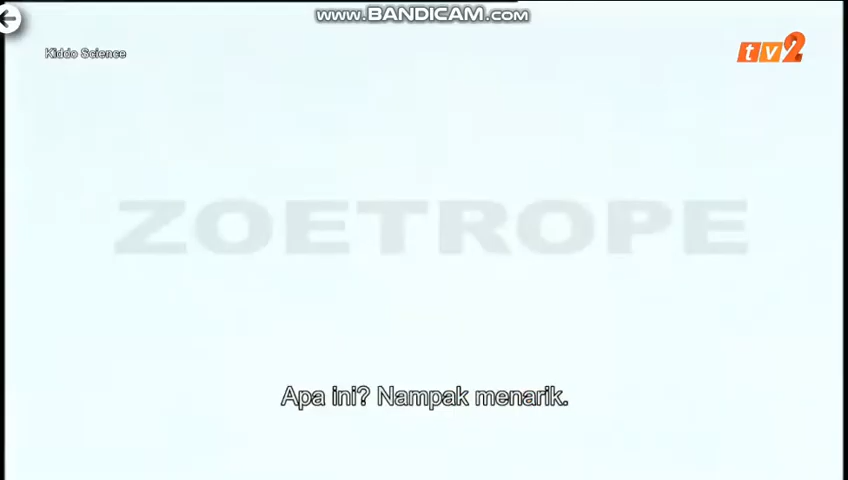 www.BANDICAM.com
Kiddo Science
tv2
ZOETROPE
Apa ini? Nampak menarik.